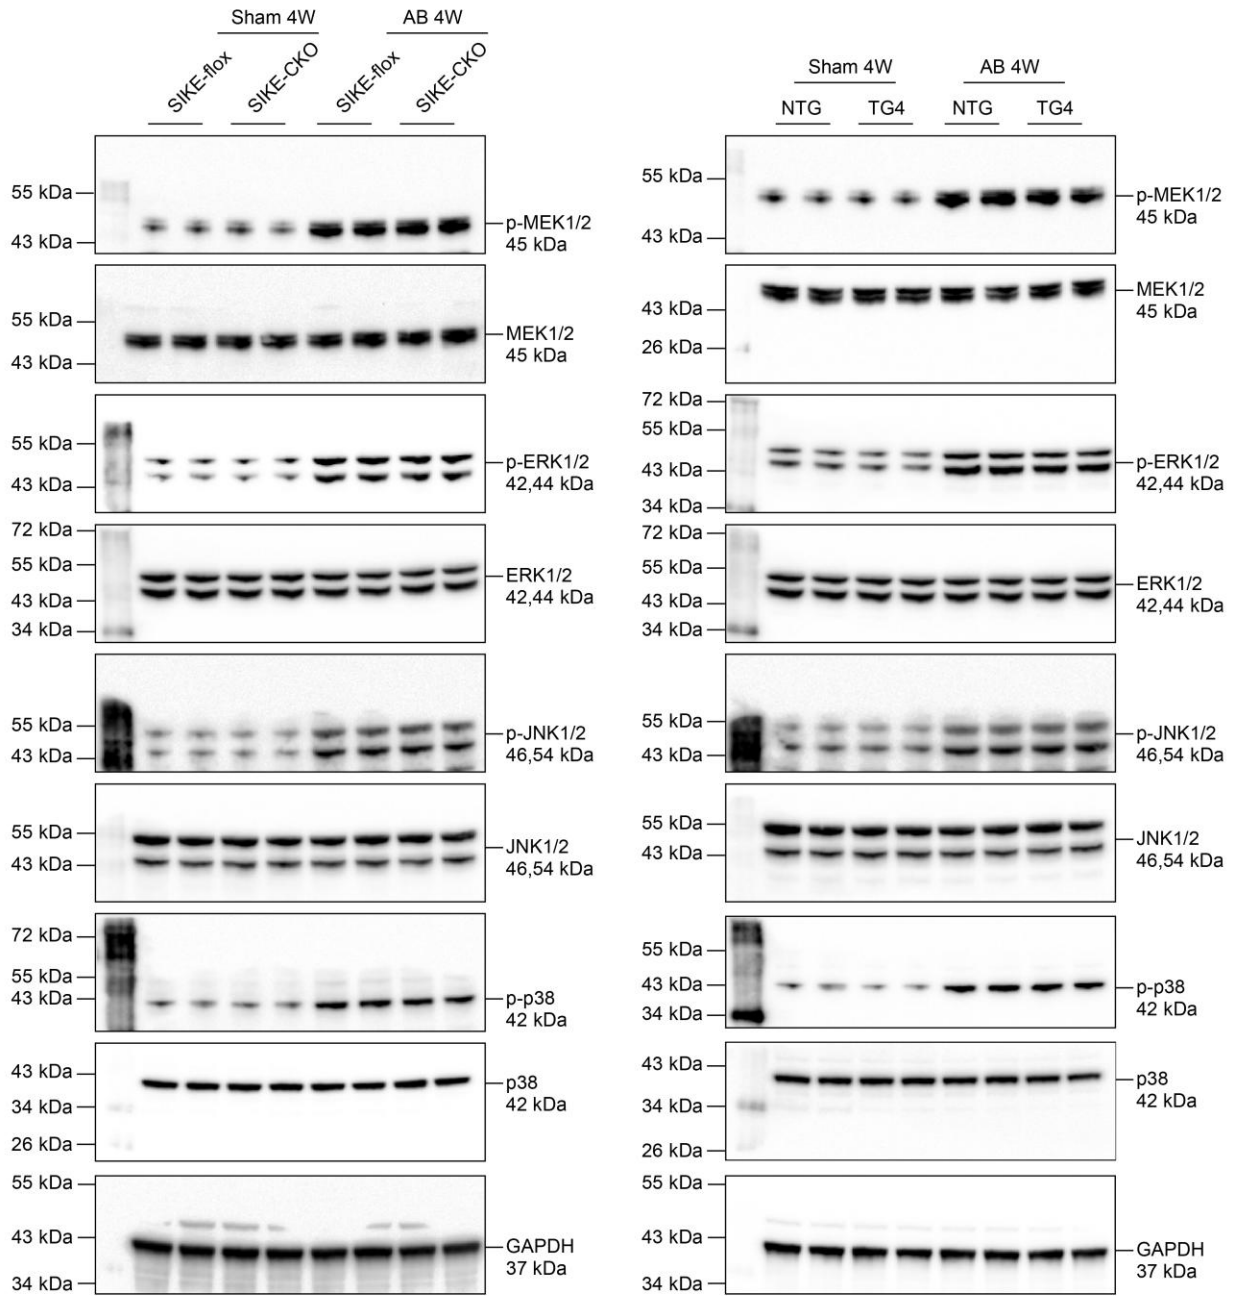 Sham 4W AB 4W
SIKE-flox SIKE-CKO SIKE-flox SIKE-CKO
55 kDa
43 kDa
p-MEK1/2
45 kDa
55 kDa
43 kDa
MEK1/2
45 kDa
55 kDa
43 kDa
p-ERK1/2
42,44 kDa
72 kDa
55 kDa
43 kDa
34 kDa
ERK1/2
42,44 kDa
55 kDa
43 kDa
p-JNK1/2
46,54 kDa
55 kDa
43 kDa
JNK1/2
46,54 kDa
72 kDa
55 kDa
43 kDa
p-p38
42 kDa
43 kDa
34 kDa
26 kDa
p38
42 kDa
55 kDa
43 kDa
34 kDa
GAPDH
37 kDa
Sham 4W AB 4W
NTG TG4 NTG TG4
55 kDa
43 kDa
p-MEK1/2
45 kDa
43 kDa
26 kDa
MEK1/2
45 kDa
72 kDa
55 kDa
43 kDa
34 kDa
p-ERK1/2
42,44 kDa
72 kDa
55 kDa
43 kDa
34 kDa
ERK1/2
42,44 kDa
55 kDa
43 kDa
p-JNK1/2
46,54 kDa
55 kDa
43 kDa
JNK1/2
46,54 kDa
55 kDa
43 kDa
34 kDa
p-p38
42 kDa
43 kDa
34 kDa
26 kDa
p38
42 kDa
55 kDa
43 kDa
34 kDa
GAPDH
37 kDa